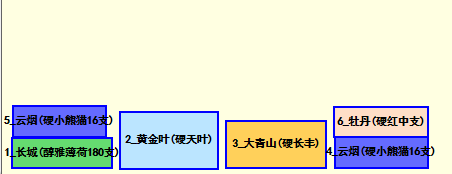 5_云烟(硬小熊猫16支)
1_长城(醇雅薄荷180支)
2_黄金叶(硬天叶)
3_大青山(硬长丰)
6_牡丹(硬红中支)
4_云烟(硬小熊猫16支)